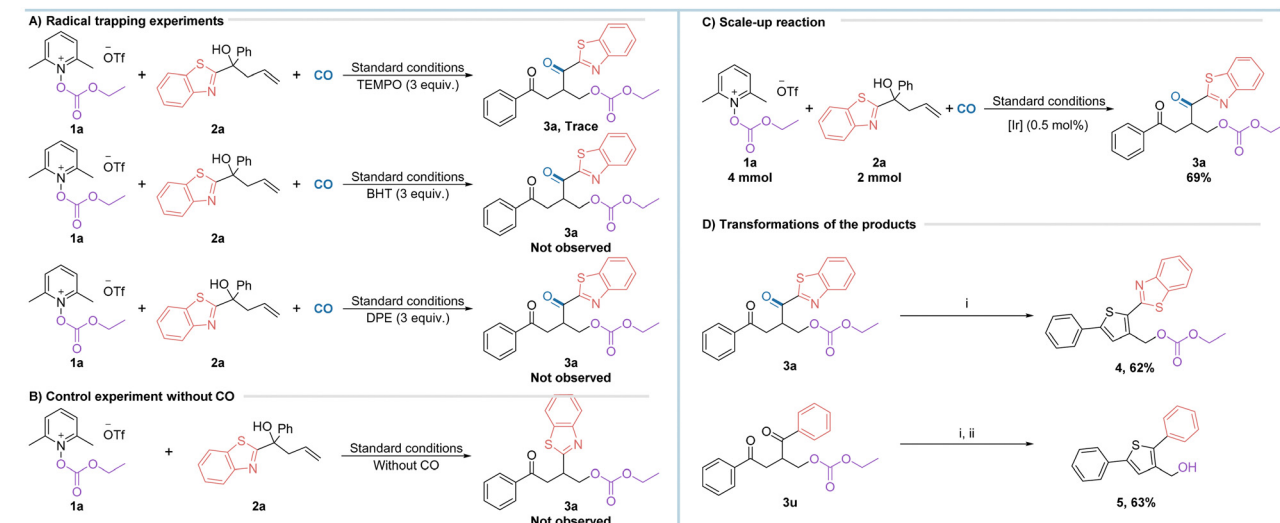 A) Radical trapping experiments
N+
O
O
O
−OTf
1a
+
S
N
HO Ph
2a
+
CO
Standard conditions
TEMPO (3 equiv.)
S
N
O
O
O
O
O
3a, Trace
N+
O
O
O
−OTf
1a
+
S
N
HO Ph
2a
+
CO
Standard conditions
BHT (3 equiv.)
S
N
O
O
O
O
O
3a
Not observed
N+
O
O
O
−OTf
1a
+
S
N
HO Ph
2a
+
CO
Standard conditions
DPE (3 equiv.)
S
N
O
O
O
O
O
3a
Not observed
B) Control experiment without CO
N+
O
O
O
−OTf
1a
+
S
N
HO Ph
2a
Standard conditions
Without CO
S
N
O
O
O
O
3a
Not observed
C) Scale-up reaction
N+
O
O
O
−OTf
1a
4 mmol
+
S
N
HO Ph
2a
2 mmol
+ CO
Standard conditions
[Ir] (0.5 mol%)
S
N
O
O
O
O
O
3a
69%
D) Transformations of the products
S
N
O
O
O
O
O
3a
i
N
S
S
O
O
O
4, 62%
O
O
O
O
O
3u
i, ii
S
OH
5, 63%